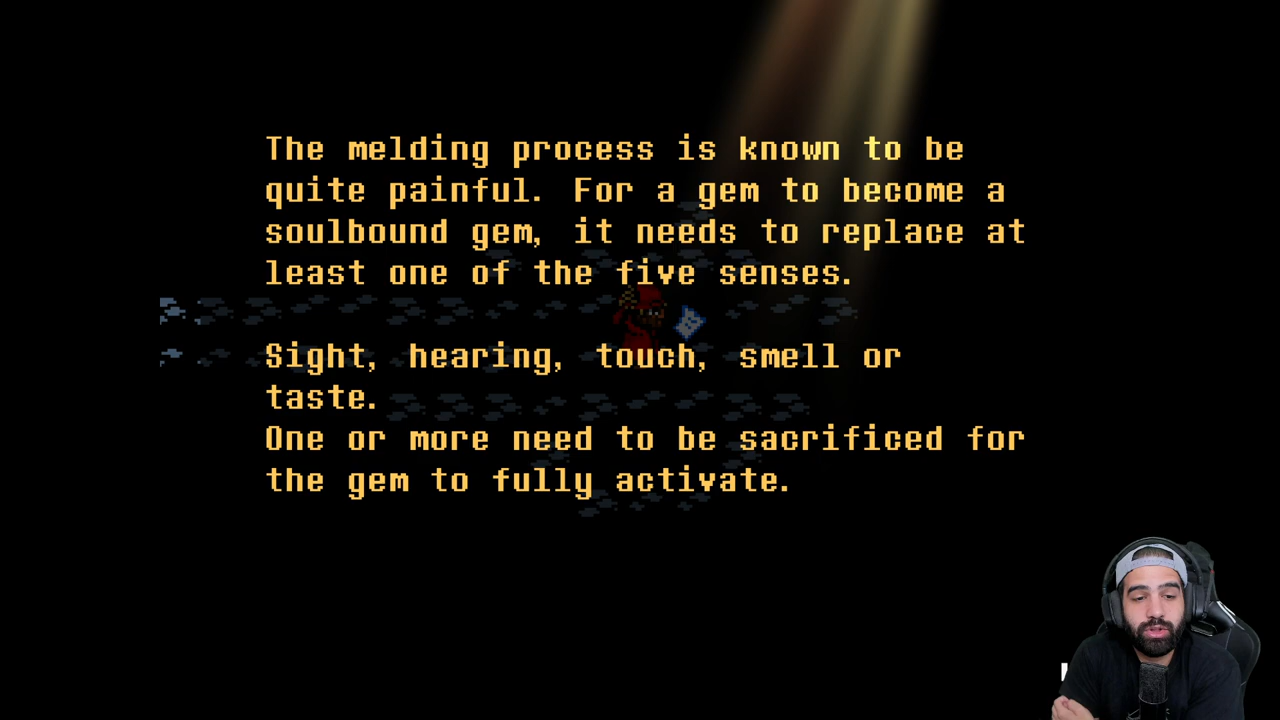 The melding process is known to be
quite painful. For a gem to become a
soulbound gem, it needs to replace at
least one of the five senses.
Sight, hearing, touch, smell or
taste.
One or more need to be sacrificed for
the gem to fully activate.